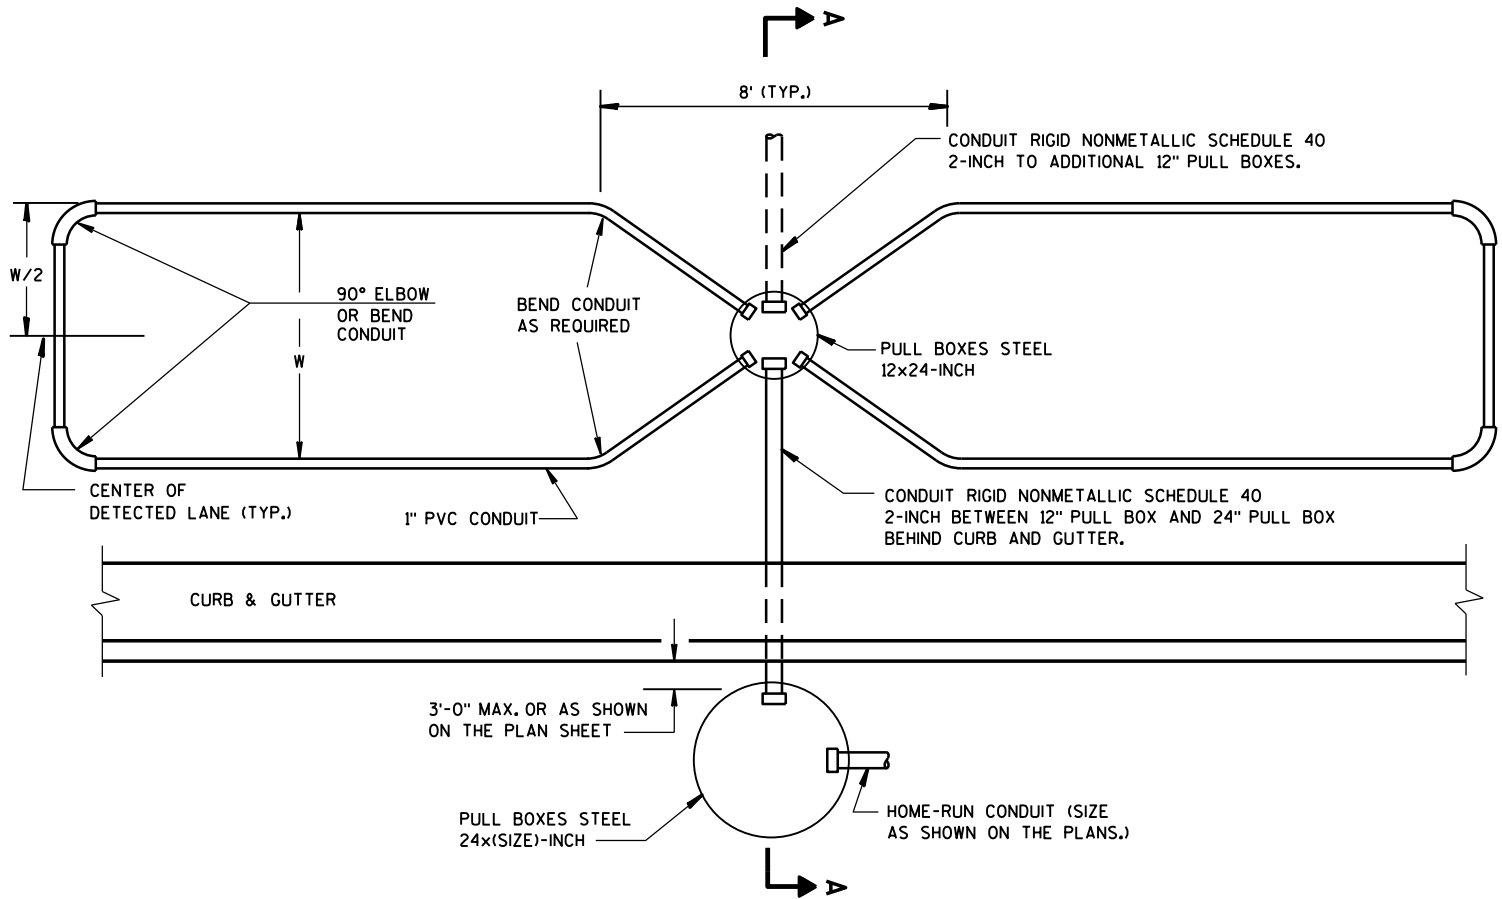 A
8' (TYP.)
CONDUIT RIGID NONMETALLIC SCHEDULE 40
2-INCH TO ADDITIONAL 12" PULL BOXES.
W/2
90° ELBOW
OR BEND
CONDUIT
W
BEND CONDUIT
AS REQUIRED
PULL BOXES STEEL
12x24-INCH
CENTER OF
DETECTED LANE (TYP.)
1" PVC CONDUIT
CONDUIT RIGID NONMETALLIC SCHEDULE 40
2-INCH BETWEEN 12" PULL BOX AND 24" PULL BOX
BEHIND CURB AND GUTTER.
CURB & GUTTER
3'-0" MAX. OR AS SHOWN
ON THE PLAN SHEET
PULL BOXES STEEL
24x(SIZE)-INCH
HOME-RUN CONDUIT (SIZE
AS SHOWN ON THE PLANS.)
A